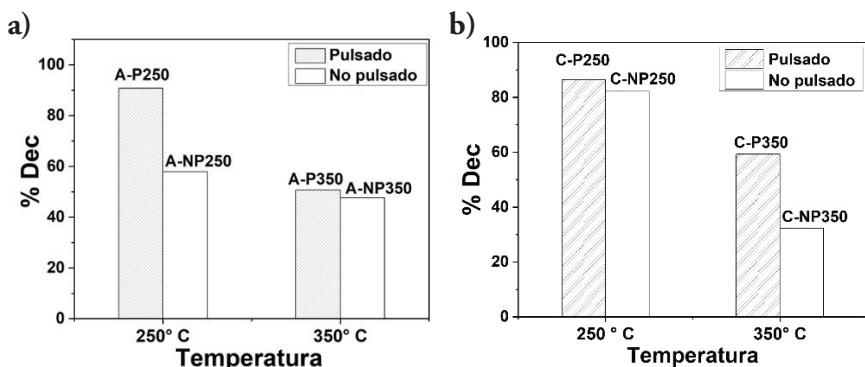 a)
Pulsado
No pulsado
100
80
60
40
20
0
% Dec
A-P250
A-NP250
A-P350
A-NP350
250° C
350° C
Temperatura
b)
Pulsado
No pulsado
100
80
60
40
20
0
% Dec
C-P250
C-NP250
C-P350
C-NP350
250° C
350° C
Temperatura